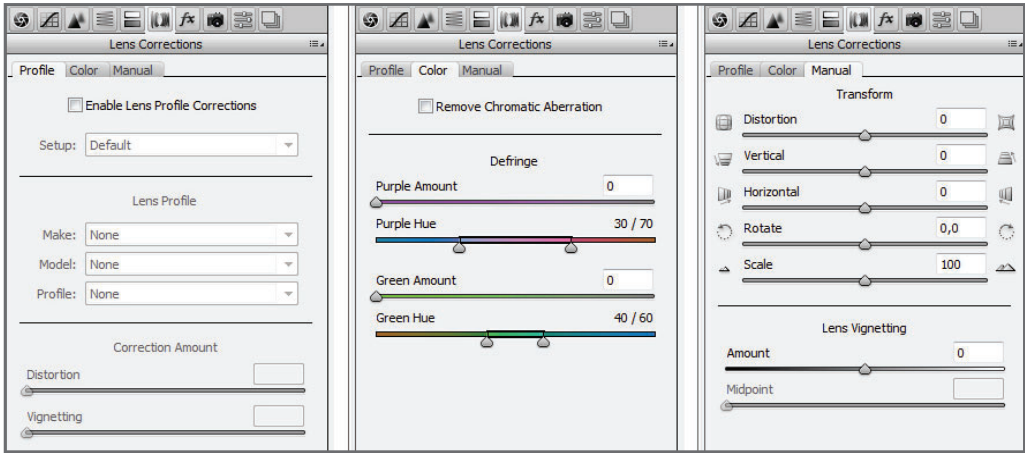 fx
Lens Corrections
Profile Color Manual
Enable Lens Profile Corrections
Setup: Default
Lens Profile
Make: None
Model: None
Profile: None
Correction Amount
Distortion
Vignetting
fx
Lens Corrections
Profile Color Manual
Remove Chromatic Aberration
Defringe
Purple Amount 0
Purple Hue 30 / 70
Green Amount 0
Green Hue 40 / 60
fx
Lens Corrections
Profile Color Manual
Transform
Distortion 0
Vertical 0
Horizontal 0
Rotate 0,0
Scale 100
Lens Vignetting
Amount 0
Midpoint